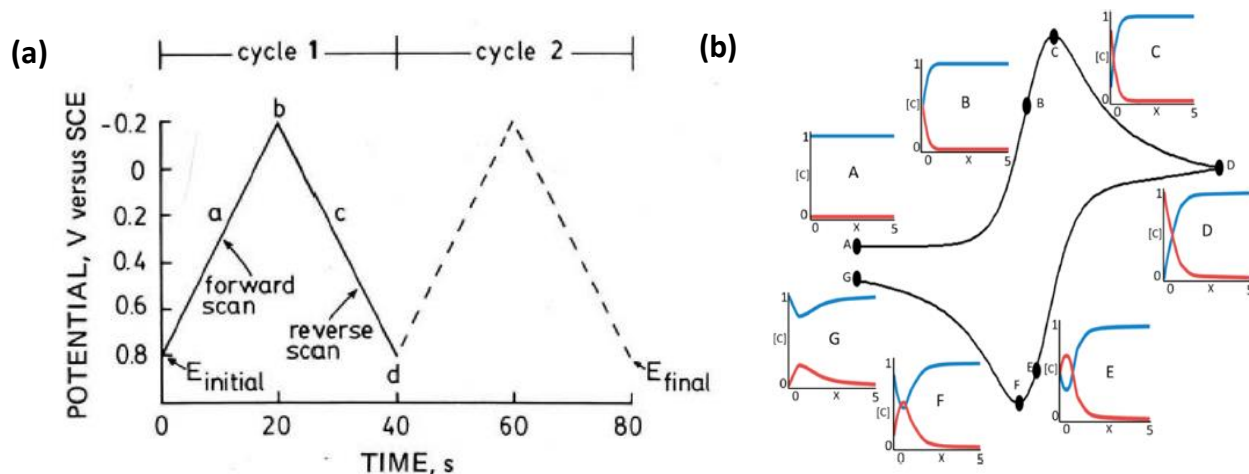 (a)
cycle 1
cycle 2
POTENTIAL, V versus SCE
-0.2
0
0.2
0.4
0.6
0.8
a
b
c
d
forward
scan
reverse
scan
E initial
E final
0
20
40
60
80
TIME, s
(b)
1
[C]
0
A
0
X
5
1
[C]
0
B
0
X
5
1
[C]
0
C
0
X
5
1
[C]
0
D
0
X
5
1
[C]
0
E
0
X
5
1
[C]
0
F
0
X
5
1
[C]
0
G
0
X
5
A
B
C
D
E
F
G